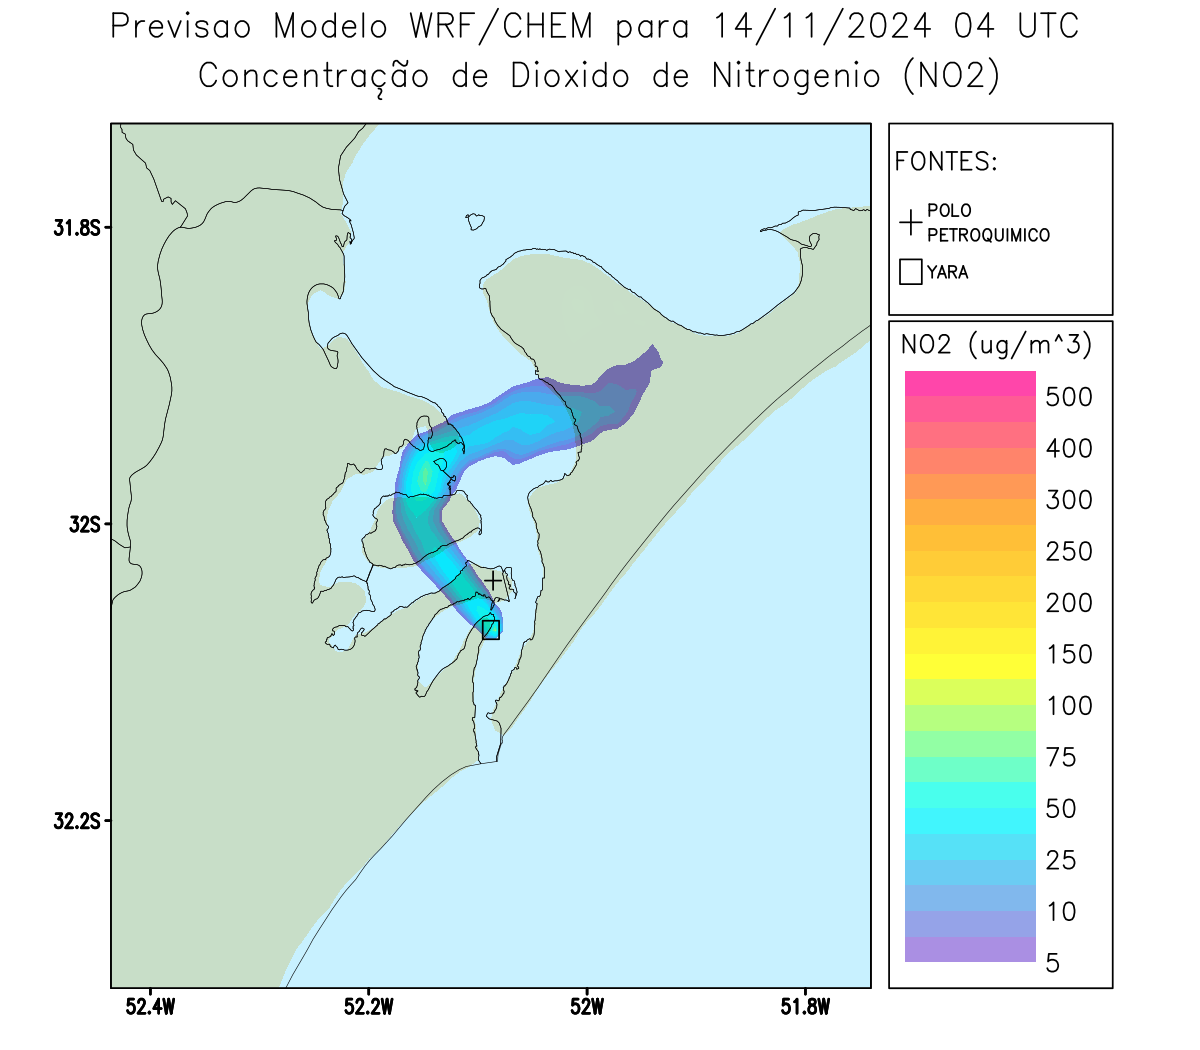 Previsao Modelo WRF/CHEM para 14/11/2024 04 UTC
Concentração de Dioxido de Nitrogenio (NO2)
FONTES:
POLO
PETROQUIMICO
YARA
NO2 (ug/m^3)
500
400
300
250
200
150
100
75
50
25
10
5
31.8S
32S
32.2S
52.4W
52.2W
52W
51.8W